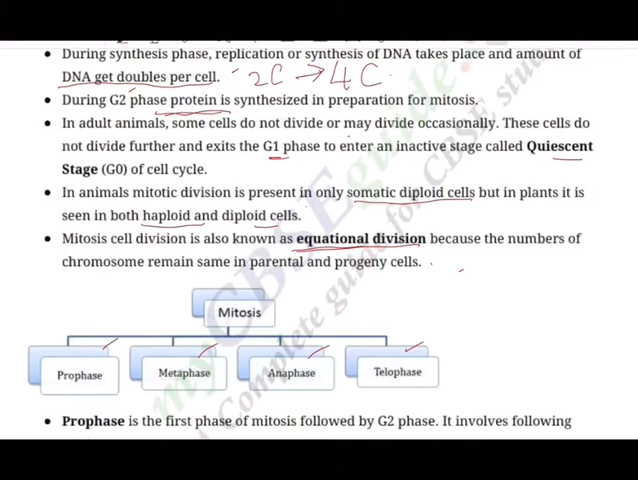 During synthesis phase, replication or synthesis of DNA takes place and amount of
DNA get doubles per cell. 2C → 4C
During G2 phase protein is synthesized in preparation for mitosis.
In adult animals, some cells do not divide or may divide occasionally. These cells do
not divide further and exits the G1 phase to enter an inactive stage called Quiescent
Stage (G0) of cell cycle.
In animals mitotic division is present in only somatic diploid cells but in plants it is
seen in both haploid and diploid cells.
Mitosis cell division is also known as equational division because the numbers of
chromosome remain same in parental and progeny cells.
Mitosis
Prophase Metaphase Anaphase Telophase
Prophase is the first phase of mitosis followed by G2 phase. It involves following